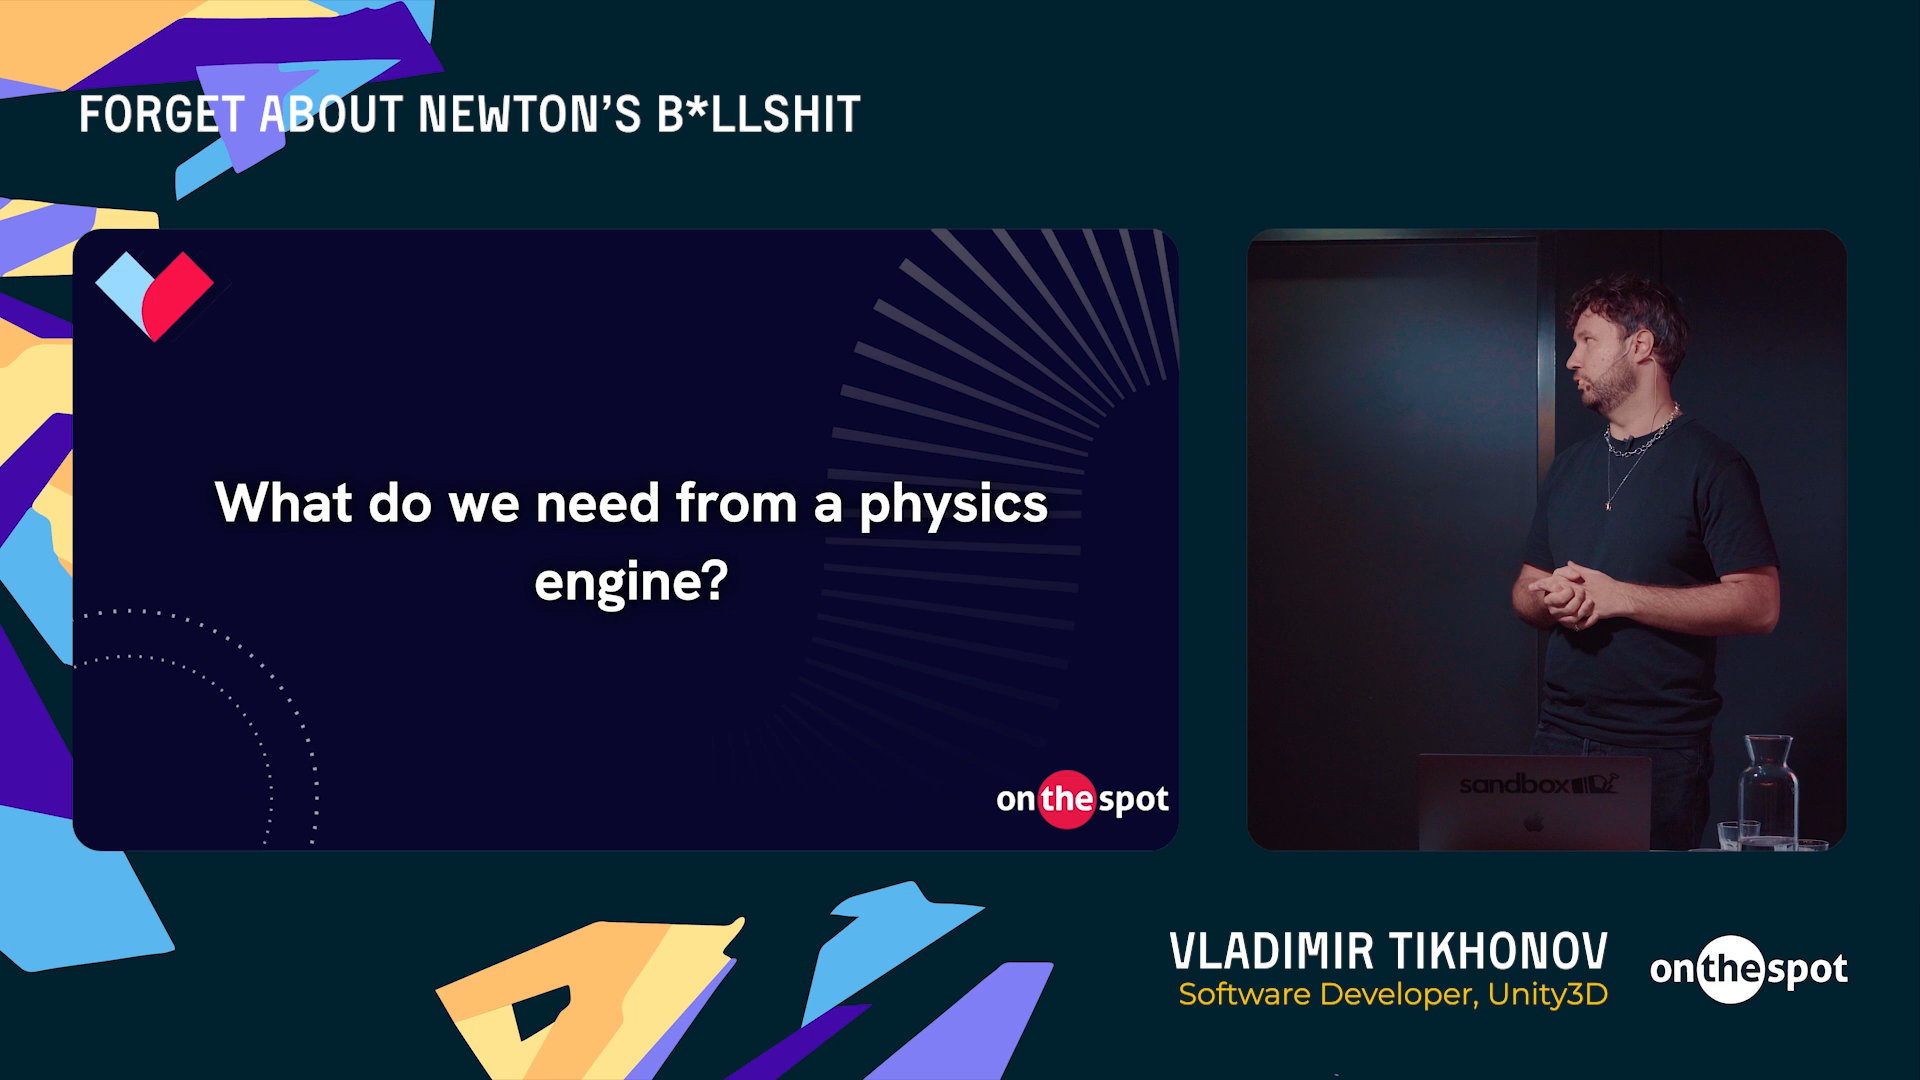 FORGET ABOUT NEWTON'S B*LLSHIT
What do we need from a physics
engine?
onthespot
sandbox
VLADIMIR TIKHONOV
Software Developer, Unity3D
onthespot